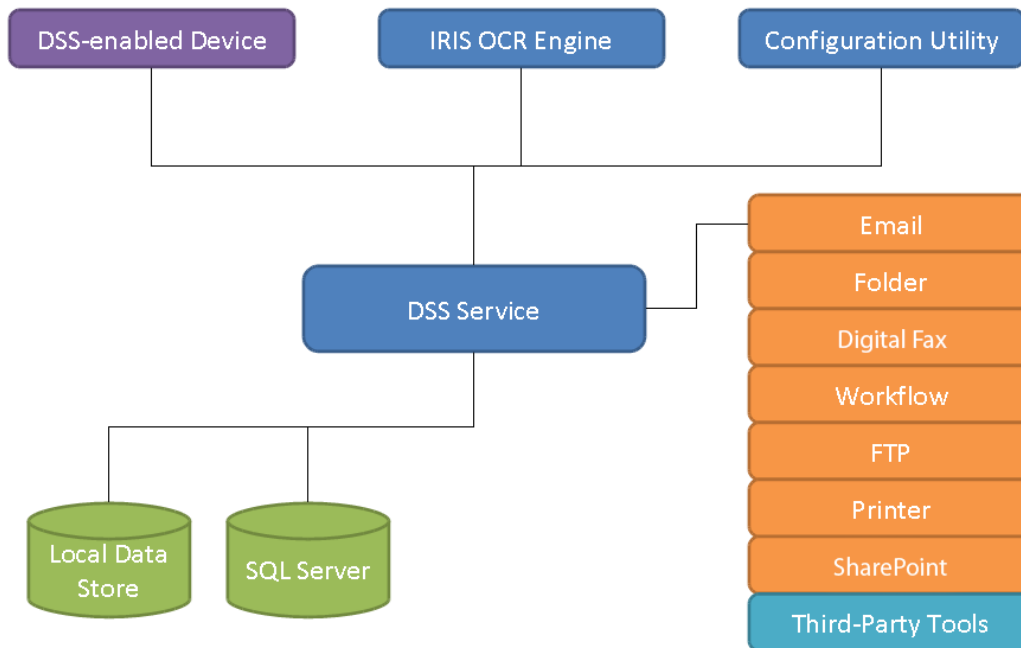 DSS-enabled Device
IRIS OCR Engine
Configuration Utility
Email
Folder
DSS Service
Digital Fax
Workflow
FTP
Printer
Local Data
Store
SQL Server
SharePoint
Third-Party Tools